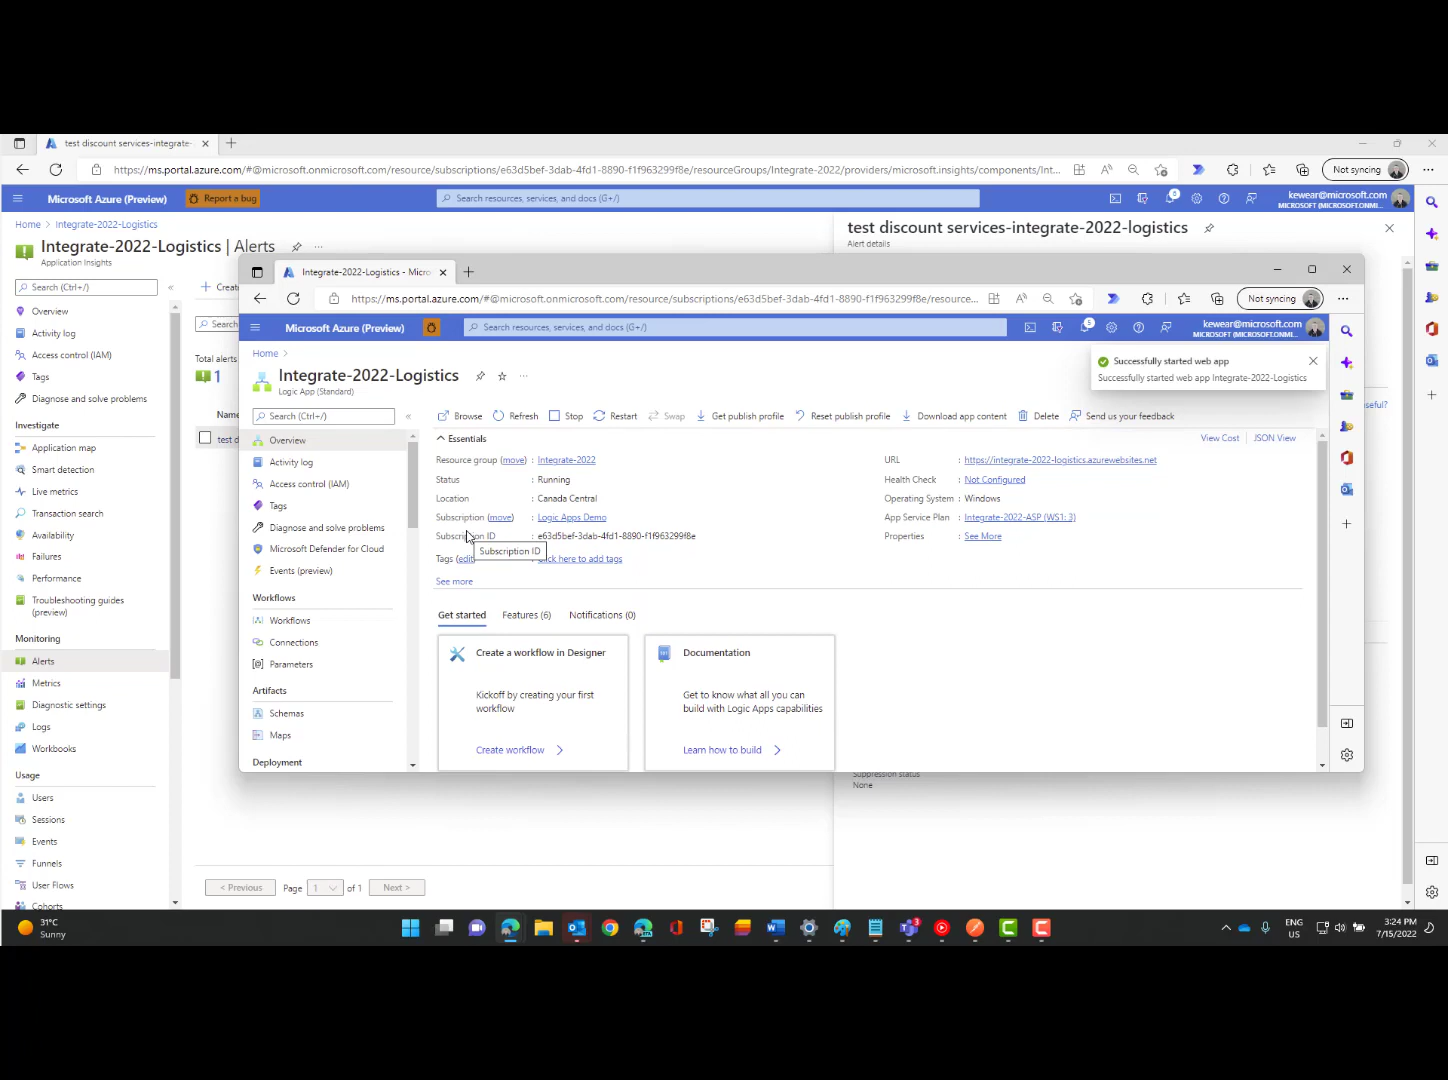 test discount services-integrate-
https://ms.portal.azure.com/#@microsoft.onmicrosoft.com/resource/subscriptions/e63d5bef-3dab-4fd1-8890-f1f963299f8e/resourceGroups/Integrate-2022/providers/microsoft.insights/components/Int...
Not syncing
Microsoft Azure (Preview)
Report a bug
Search resources, services, and docs (G+/)
kewear@microsoft.com
MICROSOFT (MICROSOFT.ONMI...
Home > Integrate-2022-Logistics
Integrate-2022-Logistics | Alerts
Application Insights
Search (Ctrl+/)
Overview
Activity log
Access control (IAM)
Tags
Diagnose and solve problems
Investigate
Application map
Smart detection
Live metrics
Transaction search
Availability
Failures
Performance
Troubleshooting guides
(preview)
Monitoring
Alerts
Metrics
Diagnostic settings
Logs
Workbooks
Usage
Users
Sessions
Events
Funnels
User Flows
Cohorts
Creat
Search
Total alerts
1
Name
test d
< Previous
Page
1
of 1
Next >
test discount services-integrate-2022-logistics
Alert details
Suppression status
None
Integrate-2022-Logistics - Micro
https://ms.portal.azure.com/#@microsoft.onmicrosoft.com/resource/subscriptions/e63d5bef-3dab-4fd1-8890-f1f963299f8e/resource...
Not syncing
Microsoft Azure (Preview)
Search resources, services, and docs (G+/)
5
kewear@microsoft.com
MICROSOFT (MICROSOFT.ONMI...
Home >
Integrate-2022-Logistics
Logic App (Standard)
Successfully started web app
Successfully started web app Integrate-2022-Logistics
Search (Ctrl+/)
Overview
Activity log
Access control (IAM)
Tags
Diagnose and solve problems
Microsoft Defender for Cloud
Events (preview)
Workflows
Workflows
Connections
Parameters
Artifacts
Schemas
Maps
Deployment
Browse
Refresh
Stop
Restart
Swap
Get publish profile
Reset publish profile
Download app content
Delete
Send us your feedback
Essentials
View Cost
JSON View
Resource group (move) : Integrate-2022
Status : Running
Location : Canada Central
Subscription (move) : Logic Apps Demo
Subscription ID : e63d5bef-3dab-4fd1-8890-f1f963299f8e
Subscription ID
Tags (edit
Click here to add tags
See more
URL : https://integrate-2022-logistics.azurewebsites.net
Health Check : Not Configured
Operating System : Windows
App Service Plan : Integrate-2022-ASP (WS1: 3)
Properties : See More
Get started
Features (6)
Notifications (0)
Create a workflow in Designer
Kickoff by creating your first
workflow
Create workflow
Documentation
Get to know what all you can
build with Logic Apps capabilities
Learn how to build
31°C
Sunny
ENG
US
3:24 PM
7/15/2022